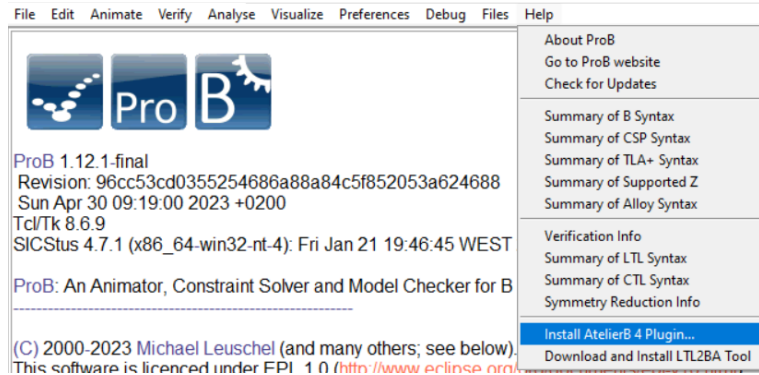 File Edit Animate Verify Analyse Visualize Preferences Debug Files Help
About ProB
Go to ProB website
Check for Updates
Summary of B Syntax
Summary of CSP Syntax
Summary of TLA+ Syntax
Summary of Supported Z
Summary of Alloy Syntax
Verification Info
Summary of LTL Syntax
Summary of CTL Syntax
Symmetry Reduction Info
Install AtelierB 4 Plugin...
Download and Install LTL2BA Tool
Pro B
ProB 1.12.1-final
Revision: 96cc53cd0355254686a88a84c5f852053a624688
Sun Apr 30 09:19:00 2023 +0200
Tcl/Tk 8.6.9
SICStus 4.7.1 (x86_64-win32-nt-4): Fri Jan 21 19:46:45 WEST
ProB: An Animator, Constraint Solver and Model Checker for B
----------------------------------------------------------
(C) 2000-2023 Michael Leuschel (and many others; see below).
This software is licenced under EPL 1.0 (http://www.eclipse.org/